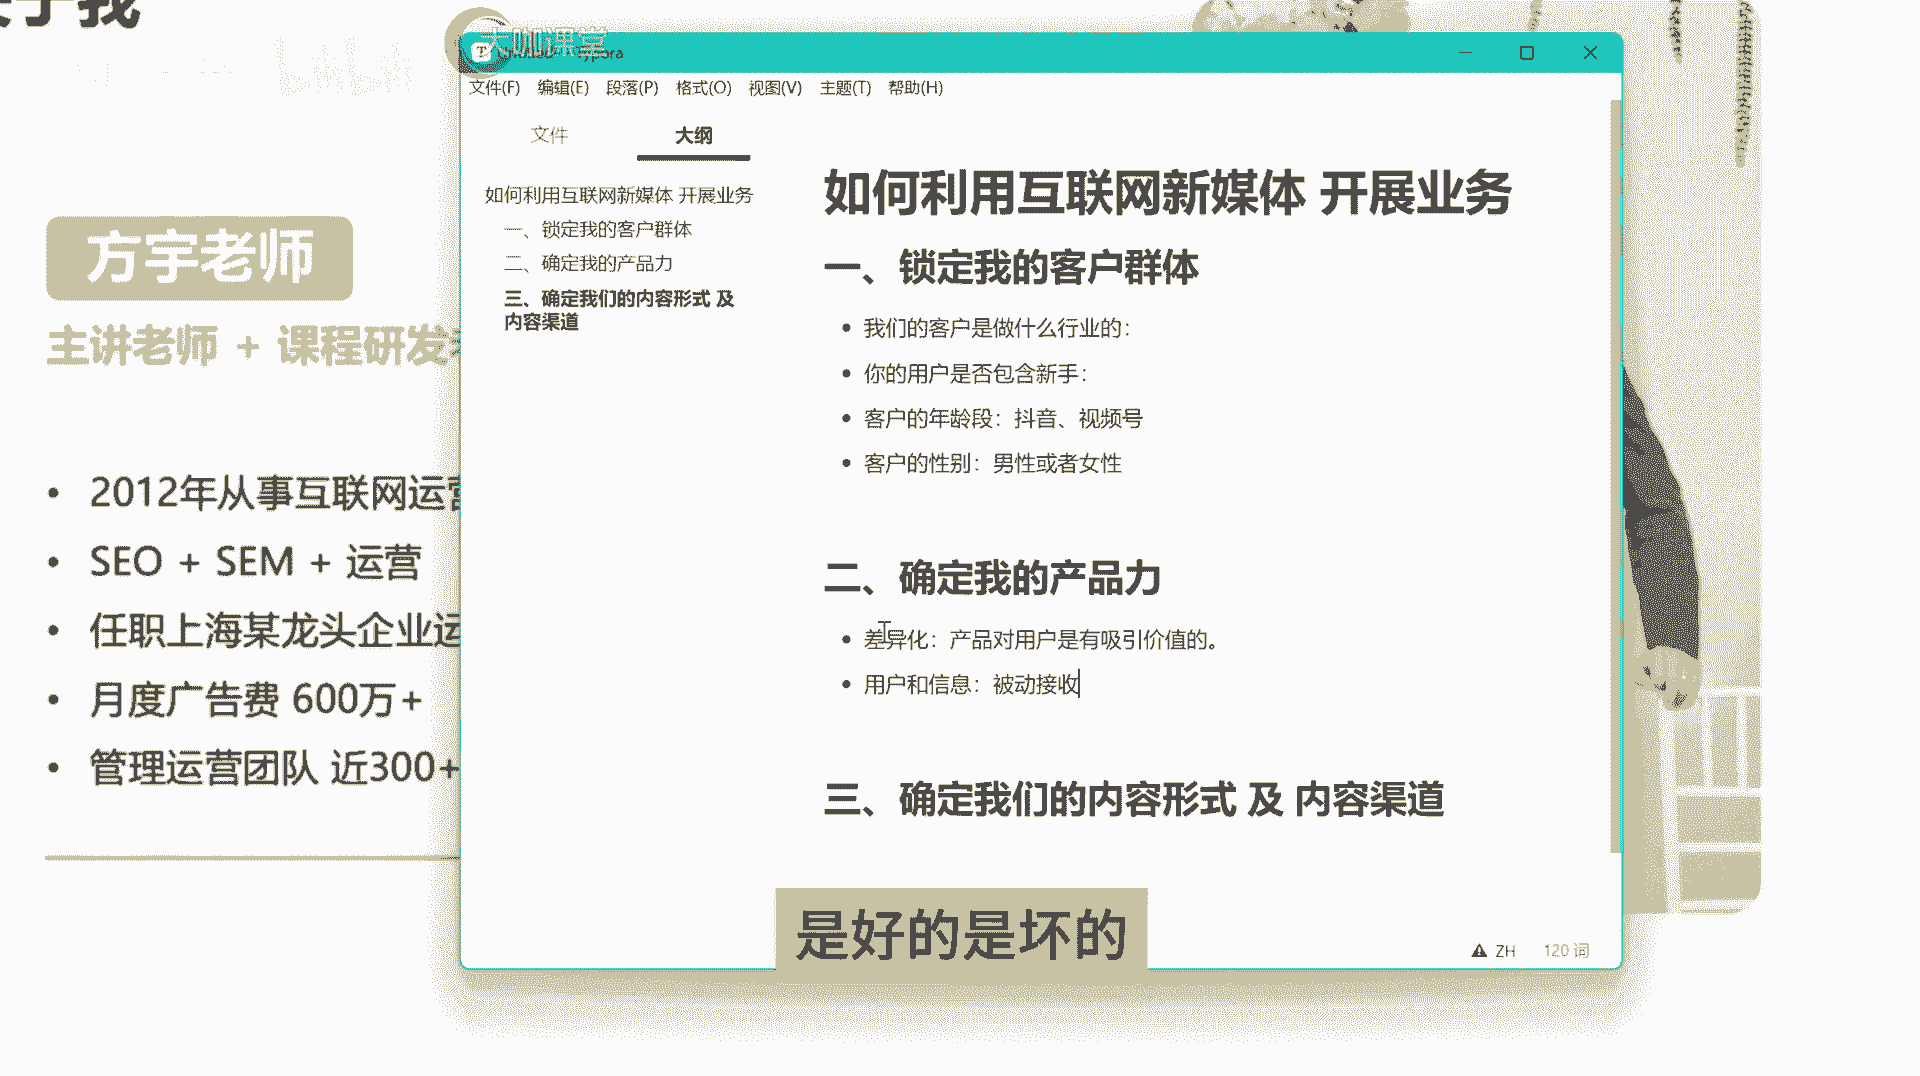 于我
大咖课堂
bilibili
Typora
文件(F) 编辑(E) 段落(P) 格式(O) 视图(V) 主题(T) 帮助(H)
文件 大纲
如何利用互联网新媒体 开展业务
一、锁定我的客户群体
二、确定我的产品力
三、确定我们的内容形式 及
内容渠道
如何利用互联网新媒体 开展业务
一、锁定我的客户群体
我们的客户是做什么行业的:
你的用户是否包含新手:
客户的年龄段：抖音、视频号
客户的性别：男性或者女性
二、确定我的产品力
差异化：产品对用户是有吸引价值的。
用户和信息：被动接收
三、确定我们的内容形式 及 内容渠道
ZH 120 词
方宇老师
主讲老师 + 课程研发
• 2012年从事互联网运营
• SEO + SEM + 运营
• 任职上海某龙头企业运
• 月度广告费 600万+
• 管理运营团队 近300+
是好的是坏的